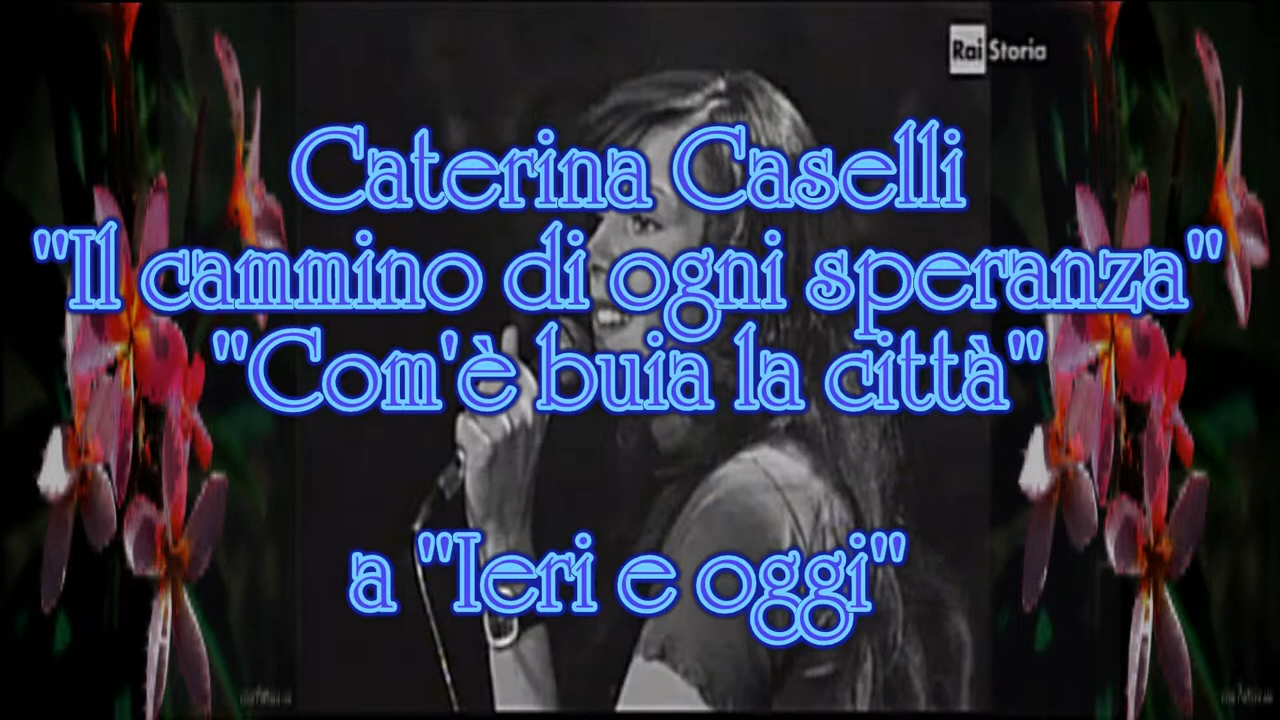 Rai Storia
Caterina Caselli
"Il cammino di ogni speranza"
"Com'è buia la città"
a "Ieri e oggi"